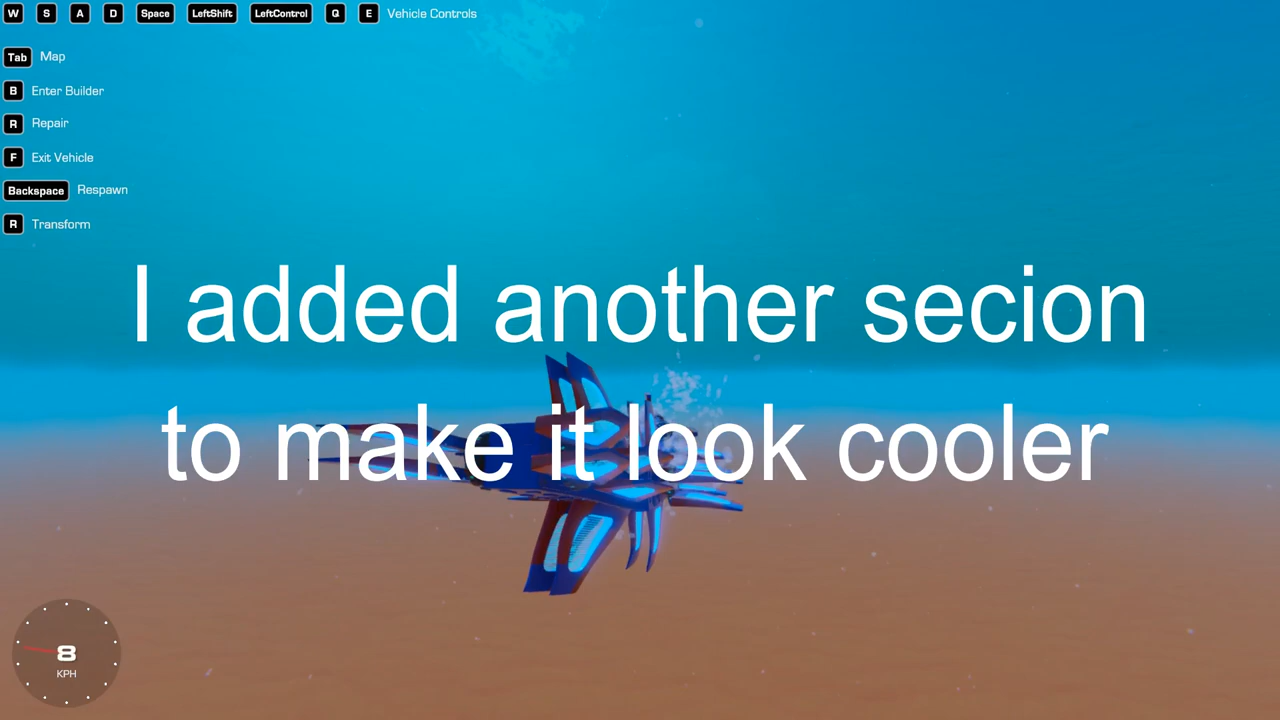 W S A D Space LeftShift LeftControl Q E Vehicle Controls
Tab Map
B Enter Builder
R Repair
F Exit Vehicle
Backspace Respawn
R Transform
I added another secion
to make it look cooler
8
KPH